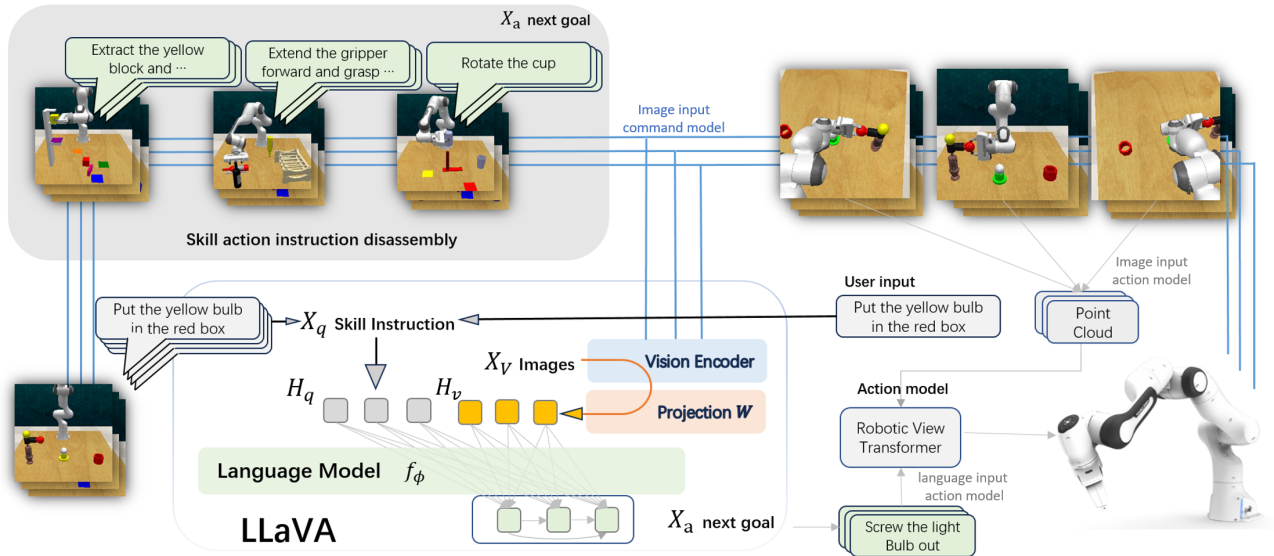 X_a next goal
Extract the yellow
block and ···
Extend the gripper
forward and grasp ···
Rotate the cup
Image input
command model
Skill action instruction disassembly
Image input
action model
User input
Put the yellow bulb
in the red box
Put the yellow bulb
in the red box
X_q Skill Instruction
Point
Cloud
X_V Images
Vision Encoder
H_q
H_v
Projection W
Action model
Robotic View
Transformer
Language Model f_ϕ
language input
action model
LLaVA
X_a next goal
Screw the light
Bulb out